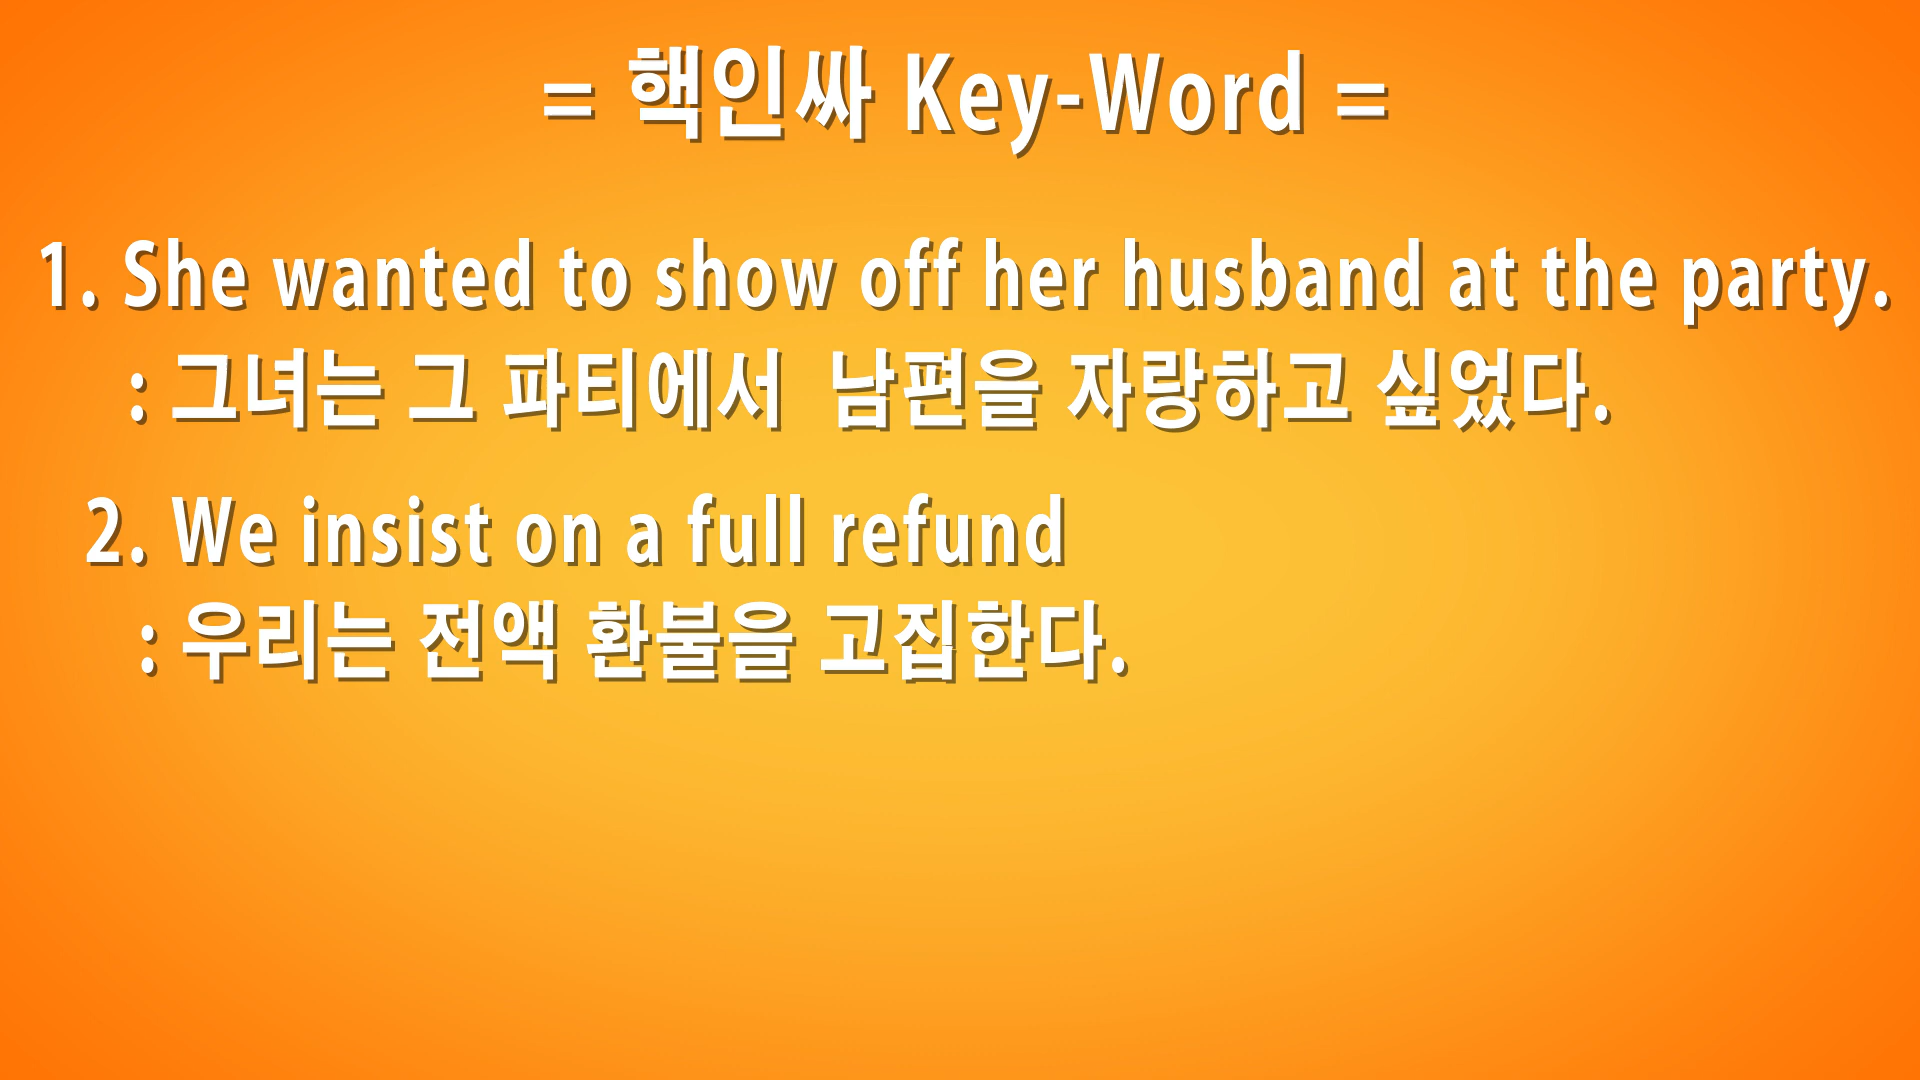 = 핵인싸 Key-Word =
1. She wanted to show off her husband at the party.
: 그녀는 그 파티에서 남편을 자랑하고 싶었다.
2. We insist on a full refund
: 우리는 전액 환불을 고집한다.